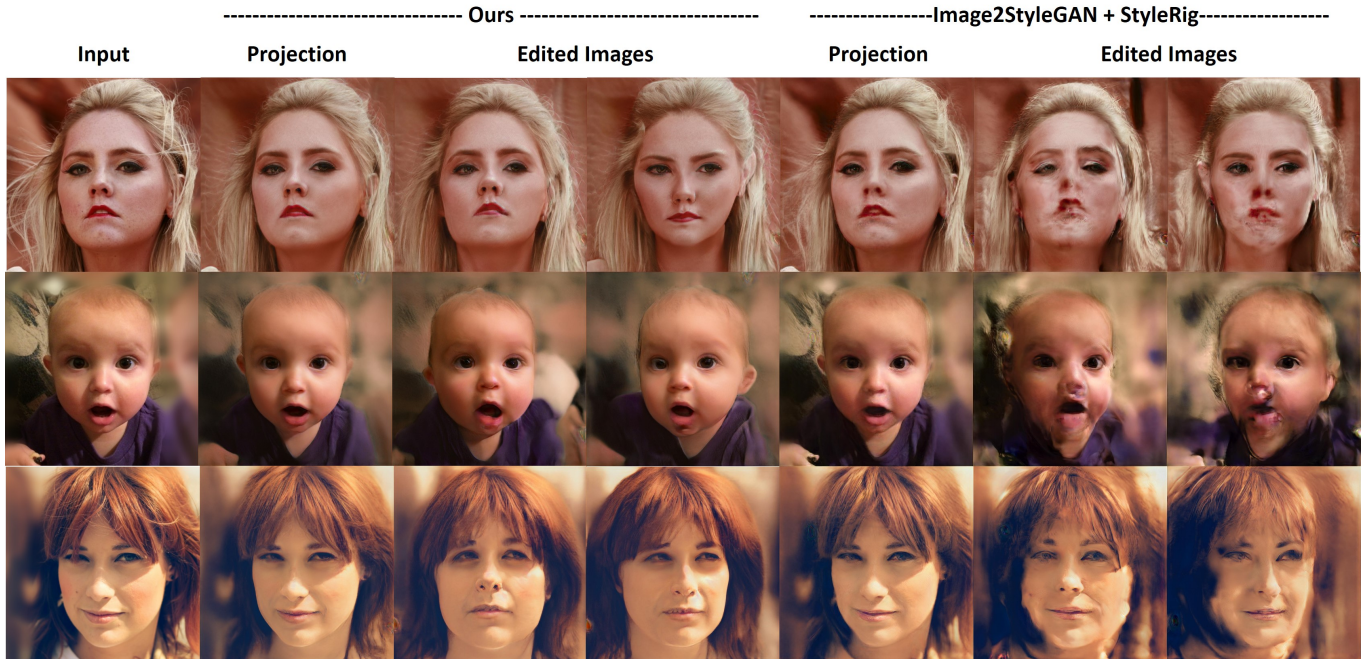 ---------------------------------- Ours ----------------------------------
-----------------Image2StyleGAN + StyleRig------------------
Input
Projection
Edited Images
Projection
Edited Images